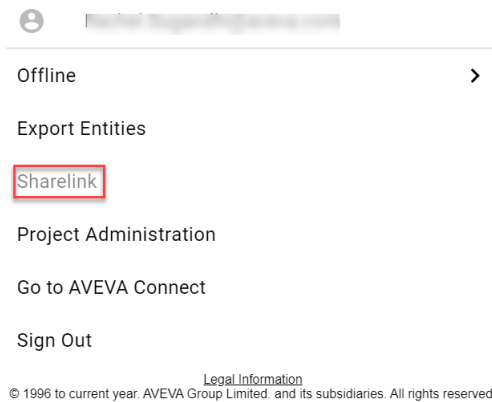 Offline
Export Entities
Sharelink
Project Administration
Go to AVEVA Connect
Sign Out
Legal Information
© 1996 to current year. AVEVA Group Limited. and its subsidiaries. All rights reserved